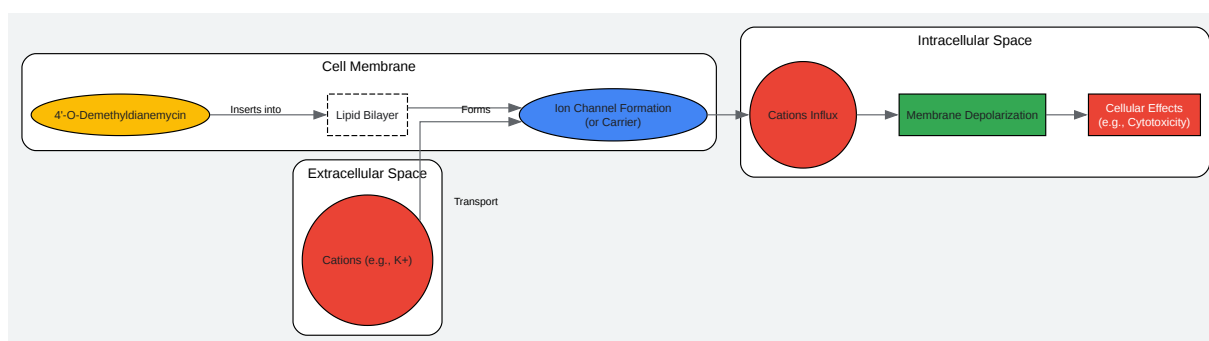 Intracellular Space
Cell Membrane
4'-O-Demethyldianemycin
Inserts into
Lipid Bilayer
Forms
Ion Channel Formation
(or Carrier)
Cations Influx
Membrane Depolarization
Cellular Effects
(e.g., Cytotoxicity)
Extracellular Space
Transport
Cations (e.g., K+)